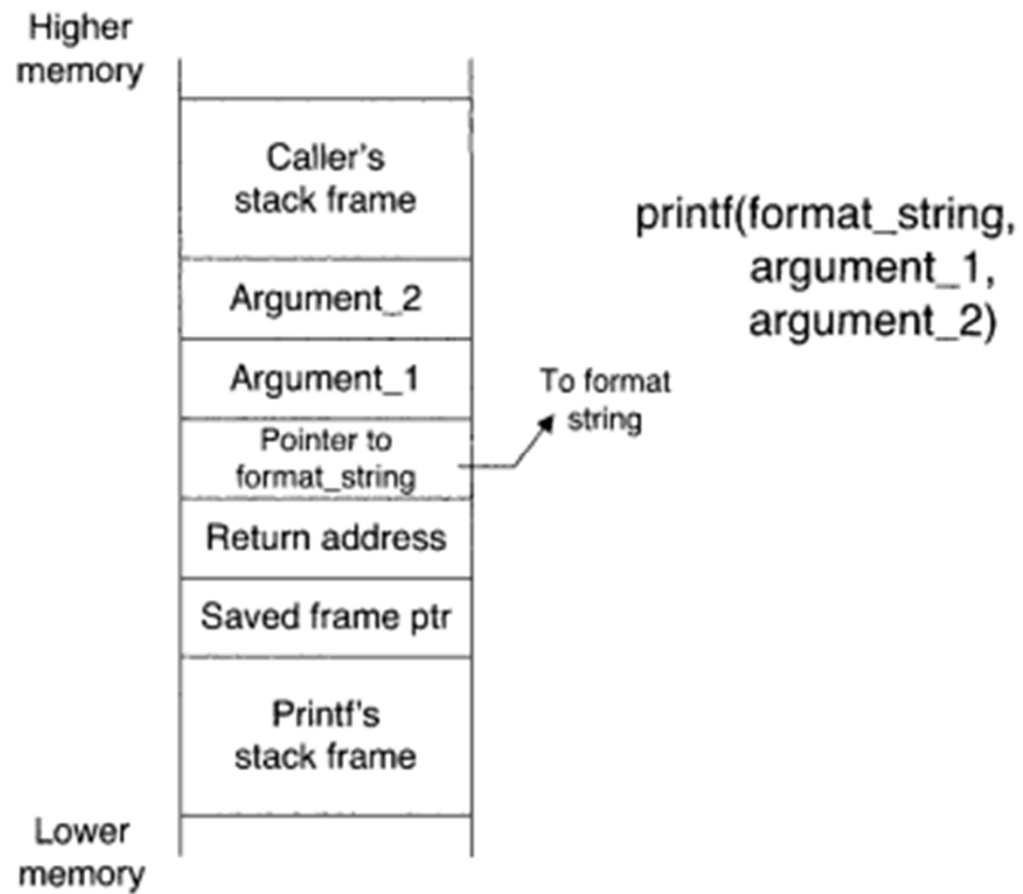 Higher
memory
Caller's
stack frame
printf(format_string,
argument_1,
argument_2)
Argument_2
Argument_1
To format
string
Pointer to
format_string
Return address
Saved frame ptr
Printf's
stack frame
Lower
memory